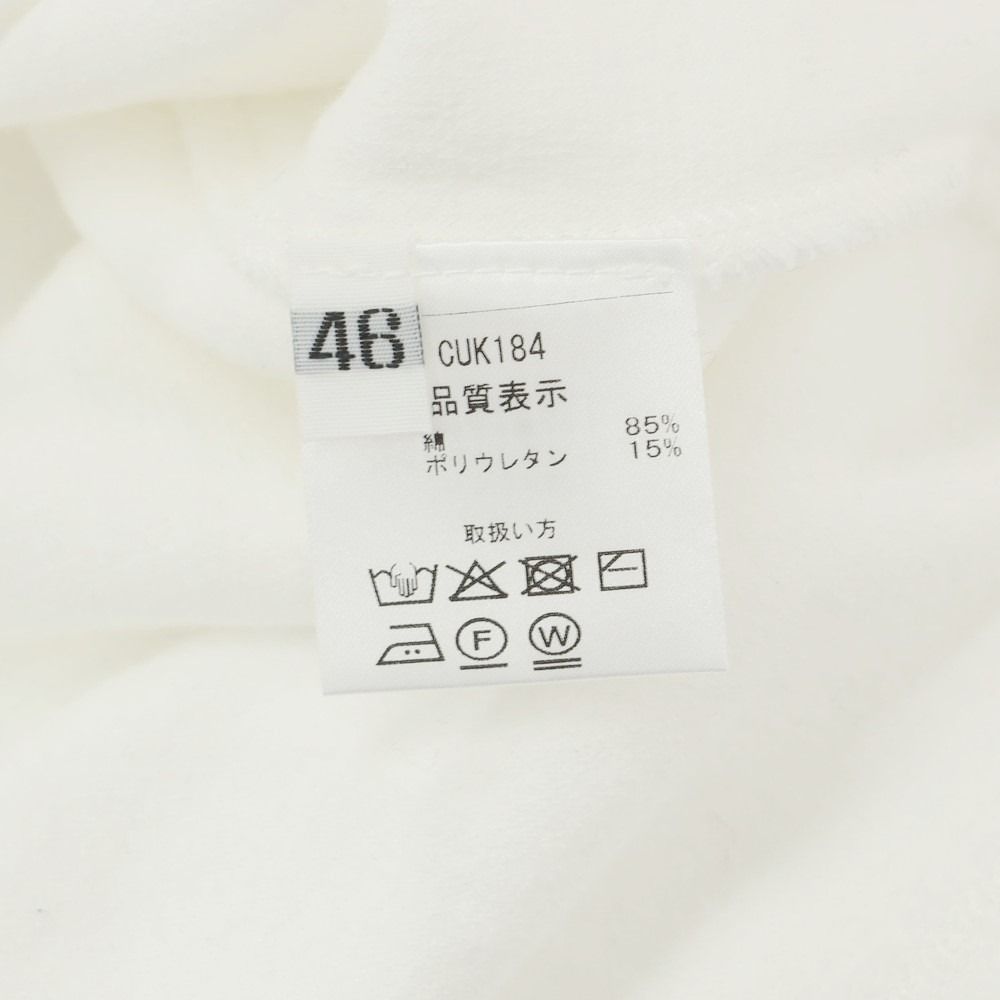 46
CUK184
品質表示
綿 85%
ポリウレタン 15%
取扱い方
F W